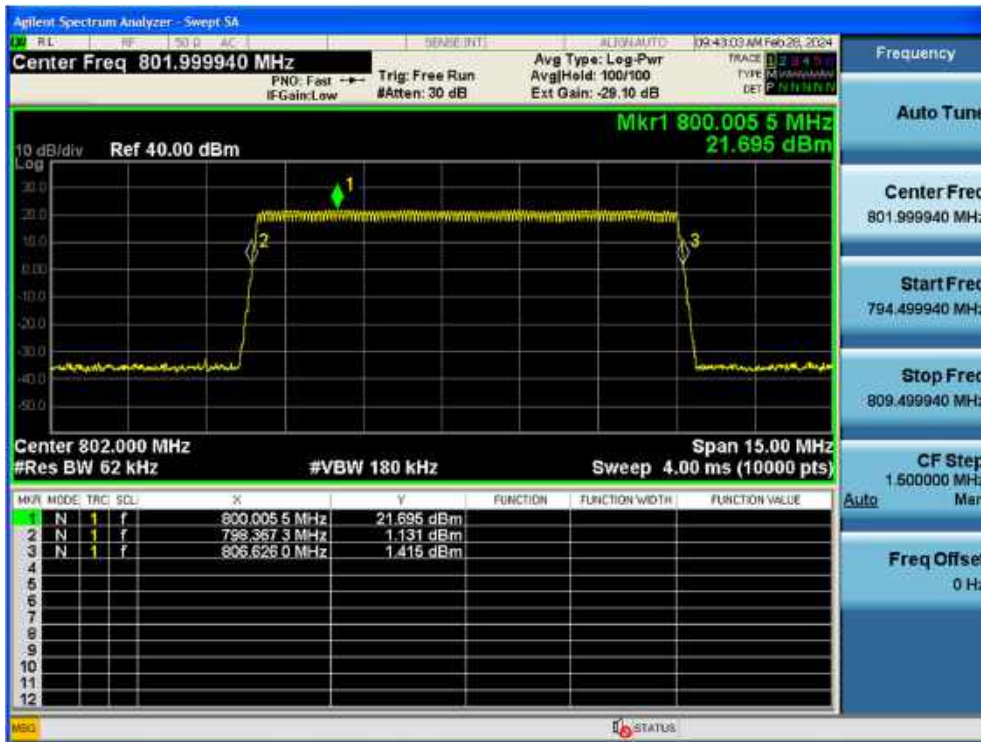 Agilent Spectrum Analyzer - Swept SA
RL RF 50 Ω AC SENSE:INT ALIGN AUTO 09:43:03 AM Feb 28, 2024
Center Freq 801.999940 MHz
PNO: Fast
IFGain:Low
Trig: Free Run
#Atten: 30 dB
Avg Type: Log-Pwr
Avg|Hold: 100/100
Ext Gain: -29.10 dB
TRACE 1 2 3 4 5 6
TYPE M
DET P N N N N N
Mkr1 800.005 5 MHz
21.695 dBm
10 dB/div Ref 40.00 dBm
Log
30.0
20.0
10.0
0.00
-10.0
-20.0
-30.0
-40.0
-50.0
1
2
3
Center 802.000 MHz Span 15.00 MHz
#Res BW 62 kHz #VBW 180 kHz Sweep 4.00 ms (10000 pts)
MKR MODE TRC SCL X Y FUNCTION FUNCTION WIDTH FUNCTION VALUE
1 N 1 f 800.005 5 MHz 21.695 dBm
2 N 1 f 798.367 3 MHz 1.131 dBm
3 N 1 f 806.626 0 MHz 1.415 dBm
4
5
6
7
8
9
10
11
12
MSG STATUS
Frequency
Auto Tune
Center Freq
801.999940 MHz
Start Freq
794.499940 MHz
Stop Freq
809.499940 MHz
CF Step
1.500000 MHz
Auto Man
Freq Offset
0 Hz